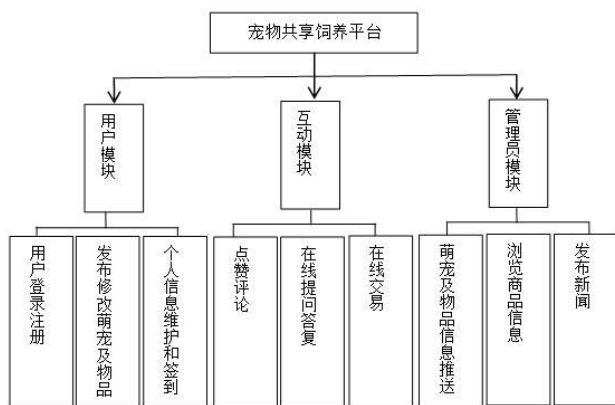 宠物共享饲养平台
用户模块
互动模块
管理员模块
用户登录注册
发布修改萌宠及物品
个人信息维护和签到
点赞评论
在线提问答复
在线交易
萌宠及物品信息推送
浏览商品信息
发布新闻